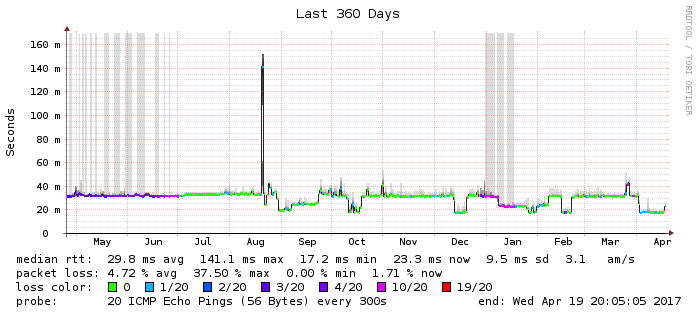 Last 360 Days
RRDTOOL / TOBI OETIKER
Seconds
160 m
140 m
120 m
100 m
80 m
60 m
40 m
20 m
0
May Jun Jul Aug Sep Oct Nov Dec Jan Feb Mar Apr
median rtt: 29.8 ms avg 141.1 ms max 17.2 ms min 23.3 ms now 9.5 ms sd 3.1 am/s
packet loss: 4.72 % avg 37.50 % max 0.00 % min 1.71 % now
loss color: 0 1/20 2/20 3/20 4/20 10/20 19/20
probe: 20 ICMP Echo Pings (56 Bytes) every 300s end: Wed Apr 19 20:05:05 2017